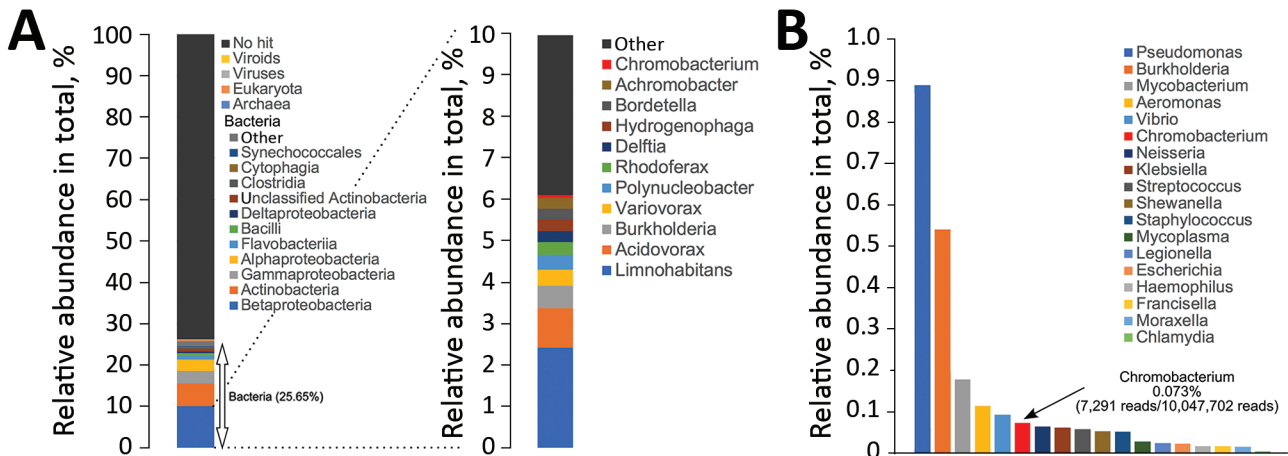 A
Relative abundance in total, %
100
90
80
70
60
50
40
30
20
10
0
No hit
Viroids
Viruses
Eukaryota
Archaea
Bacteria
Other
Synechococcales
Cytophagia
Clostridia
Unclassified Actinobacteria
Deltaproteobacteria
Bacilli
Flavobacteriia
Alphaproteobacteria
Gammaproteobacteria
Actinobacteria
Betaproteobacteria
Bacteria (25.65%)
Relative abundance in total, %
10
9
8
7
6
5
4
3
2
1
0
Other
Chromobacterium
Achromobacter
Bordetella
Hydrogenophaga
Delftia
Rhodoferax
Polynucleobacter
Variovorax
Burkholderia
Acidovorax
Limnohabitans
B
Relative abundance in total, %
1.0
0.9
0.8
0.7
0.6
0.5
0.4
0.3
0.2
0.1
0
Pseudomonas
Burkholderia
Mycobacterium
Aeromonas
Vibrio
Chromobacterium
Neisseria
Klebsiella
Streptococcus
Shewanella
Staphylococcus
Mycoplasma
Legionella
Escherichia
Haemophilus
Francisella
Moraxella
Chlamydia
Chromobacterium
0.073%
(7,291 reads/10,047,702 reads)